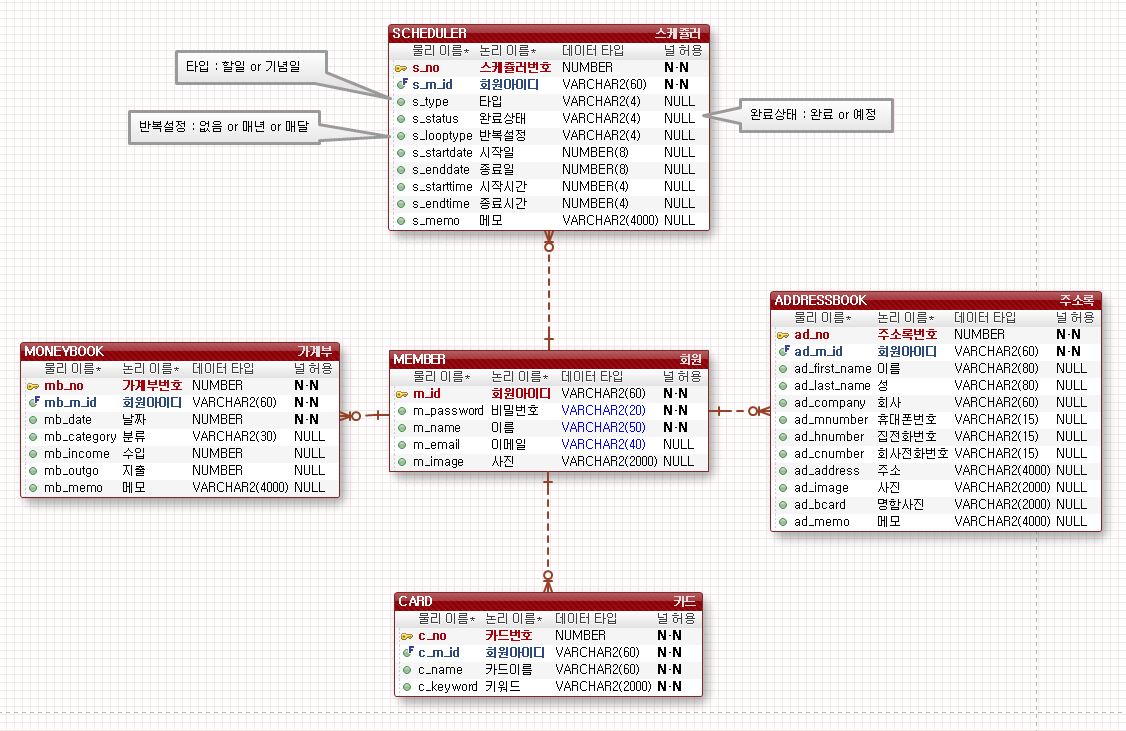 SCHEDULER 스케쥴러
물리 이름* 논리 이름* 데이터 타입 널 허용
s_no 스케쥴러번호 NUMBER N-N
s_m_id 회원아이디 VARCHAR2(60) N-N
s_type 타입 VARCHAR2(4) NULL
s_status 완료상태 VARCHAR2(4) NULL
s_looptype 반복설정 VARCHAR2(4) NULL
s_startdate 시작일 NUMBER(8) NULL
s_enddate 종료일 NUMBER(8) NULL
s_starttime 시작시간 NUMBER(4) NULL
s_endtime 종료시간 NUMBER(4) NULL
s_memo 메모 VARCHAR2(4000) NULL
타입 : 할일 or 기념일
반복설정 : 없음 or 매년 or 매달
완료상태 : 완료 or 예정
MONEYBOOK 가계부
물리 이름* 논리 이름* 데이터 타입 널 허용
mb_no 가계부번호 NUMBER N-N
mb_m_id 회원아이디 VARCHAR2(60) N-N
mb_date 날짜 NUMBER N-N
mb_category 분류 VARCHAR2(30) NULL
mb_income 수입 NUMBER NULL
mb_outgo 지출 NUMBER NULL
mb_memo 메모 VARCHAR2(4000) NULL
MEMBER 회원
물리 이름* 논리 이름* 데이터 타입 널 허용
m_id 회원아이디 VARCHAR2(60) N-N
m_password 비밀번호 VARCHAR2(20) N-N
m_name 이름 VARCHAR2(50) N-N
m_email 이메일 VARCHAR2(40) NULL
m_image 사진 VARCHAR2(2000) NULL
ADDRESSBOOK 주소록
물리 이름* 논리 이름* 데이터 타입 널 허용
ad_no 주소록번호 NUMBER N-N
ad_m_id 회원아이디 VARCHAR2(60) N-N
ad_first_name 이름 VARCHAR2(80) NULL
ad_last_name 성 VARCHAR2(80) NULL
ad_company 회사 VARCHAR2(60) NULL
ad_mnumber 휴대폰번호 VARCHAR2(15) NULL
ad_hnumber 집전화번호 VARCHAR2(15) NULL
ad_cnumber 회사전화번호 VARCHAR2(15) NULL
ad_address 주소 VARCHAR2(4000) NULL
ad_image 사진 VARCHAR2(2000) NULL
ad_bcard 명함사진 VARCHAR2(2000) NULL
ad_memo 메모 VARCHAR2(4000) NULL
CARD 카드
물리 이름* 논리 이름* 데이터 타입 널 허용
c_no 카드번호 NUMBER N-N
c_m_id 회원아이디 VARCHAR2(60) N-N
c_name 카드이름 VARCHAR2(60) N-N
c_keyword 키워드 VARCHAR2(2000) N-N